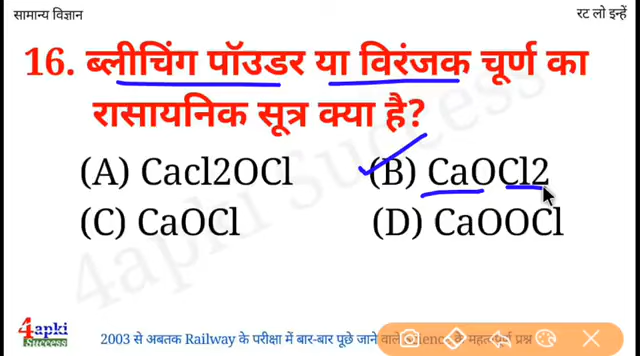 सामान्य विज्ञान
रट लो इन्हें
16. ब्लीचिंग पॉउडर या विरंजक चूर्ण का
रासायनिक सूत्र क्या है?
(A) Cacl2OCl
(B) CaOCl2
(C) CaOCl
(D) CaOOCl
4apki Success
4apki
Success
2003 से अबतक Railway के परीक्षा में बार-बार पूछे जाने वाले Science के महत्वपूर्ण प्रश्न